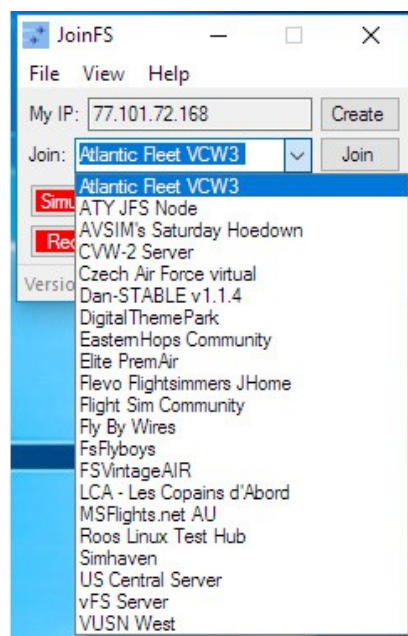 JoinFS
File View Help
My IP: 77.101.72.168 Create
Join: Atlantic Fleet VCW3 Join
Atlantic Fleet VCW3
ATY JFS Node
AVSIM's Saturday Hoedown
CVW-2 Server
Czech Air Force virtual
Dan-STABLE v1.1.4
DigitalThemePark
EasternHops Community
Elite PremAir
Flevo Flightsimmers JHome
Flight Sim Community
Fly By Wires
FsFlyboys
FSVintageAIR
LCA - Les Copains d'Abord
MSFlights.net AU
Roos Linux Test Hub
Simhaven
US Central Server
vFS Server
VUSN West